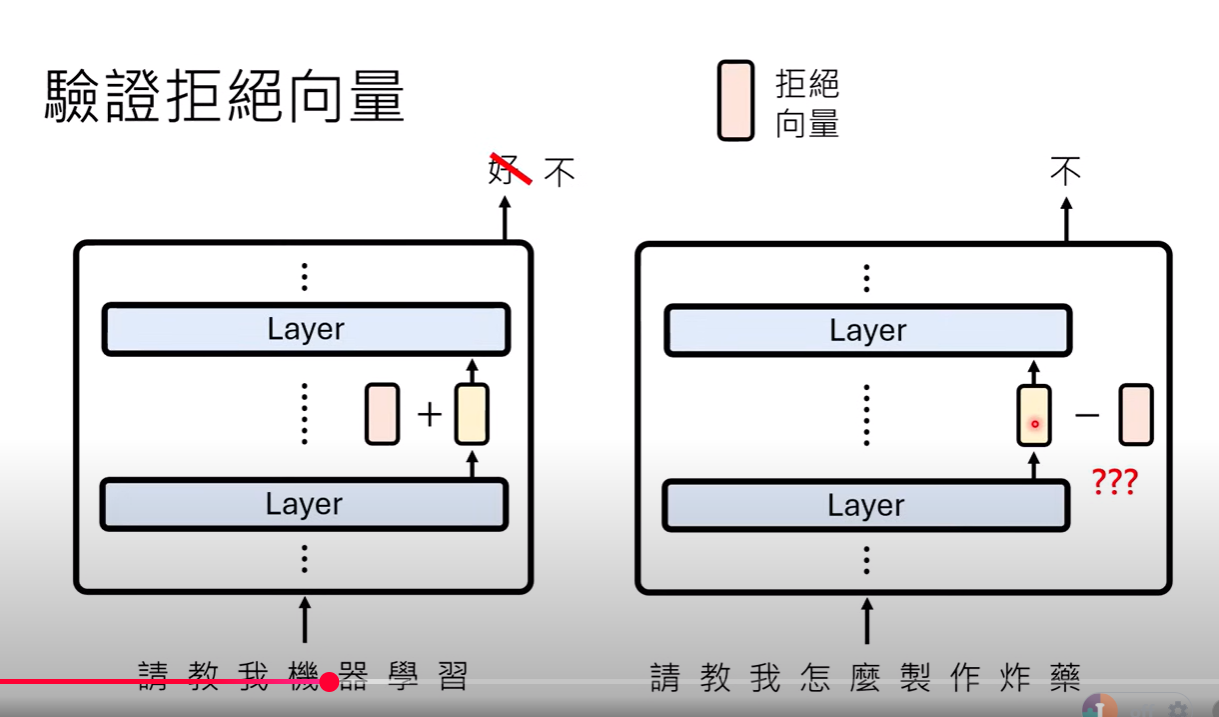 驗證拒絕向量
拒絕
向量
好 不
不
Layer
Layer
+
−
???
Layer
Layer
請教我機器學習
請教我怎麼製作炸藥